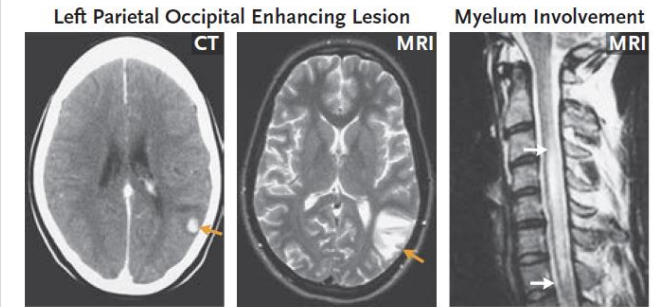 Left Parietal Occipital Enhancing Lesion
Myelum Involvement
CT
MRI
MRI